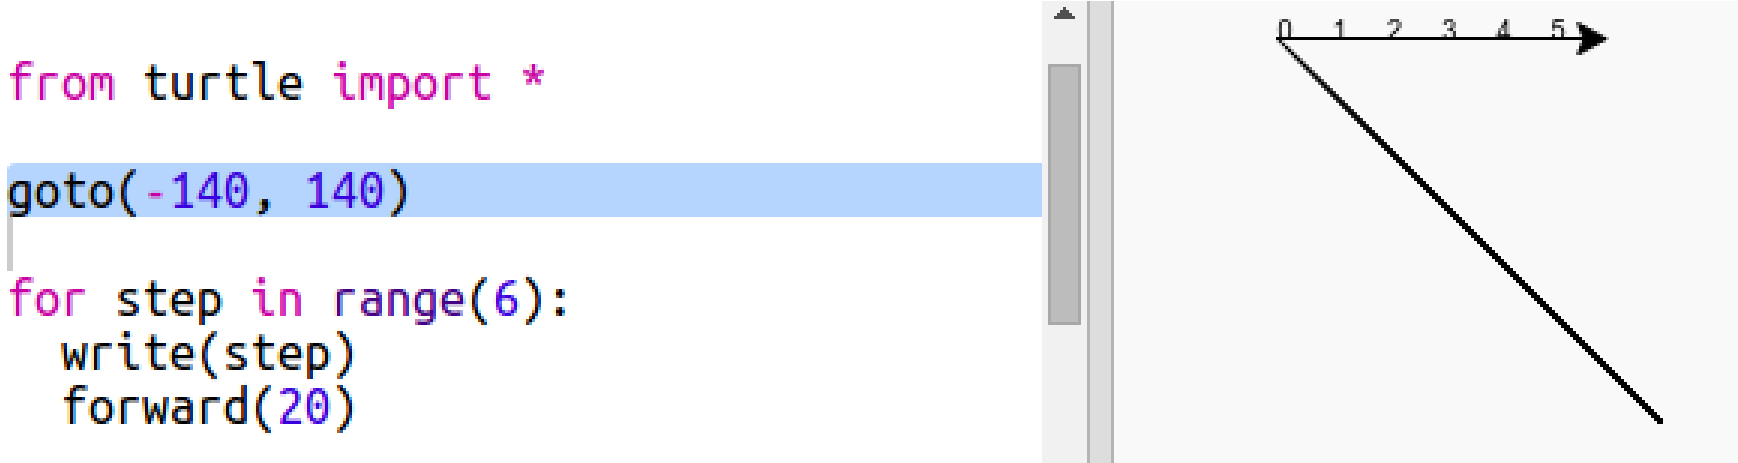 from turtle import *
goto(-140, 140)
for step in range(6):
  write(step)
  forward(20)
0 1 2 3 4 5